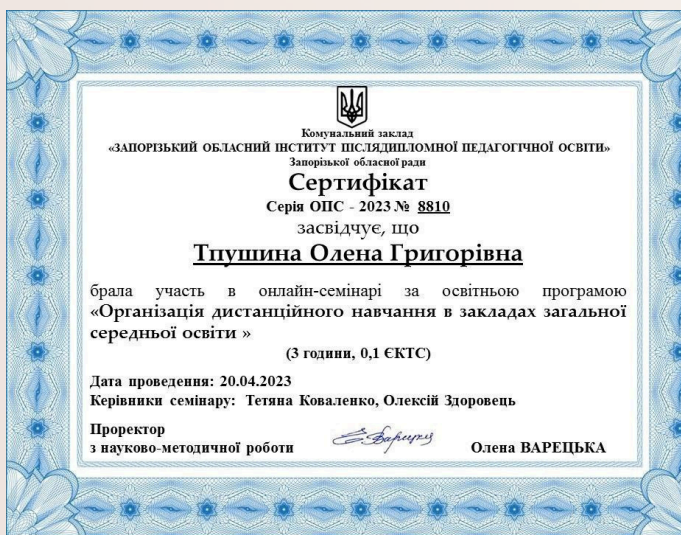 Комунальний заклад
«ЗАПОРІЗЬКИЙ ОБЛАСНИЙ ІНСТИТУТ ПІСЛЯДИПЛОМНОЇ ПЕДАГОГІЧНОЇ ОСВІТИ»
Запорізької обласної ради
Сертифікат
Серія ОПС - 2023 № 8810
засвідчує, що
Тпушина Олена Григорівна
брала участь в онлайн-семінарі за освітньою програмою
«Організація дистанційного навчання в закладах загальної
середньої освіти »
(3 години, 0,1 ЄКТС)
Дата проведення: 20.04.2023
Керівники семінару: Тетяна Коваленко, Олексій Здоровець
Проректор
з науково-методичної роботи Олена ВАРЕЦЬКА